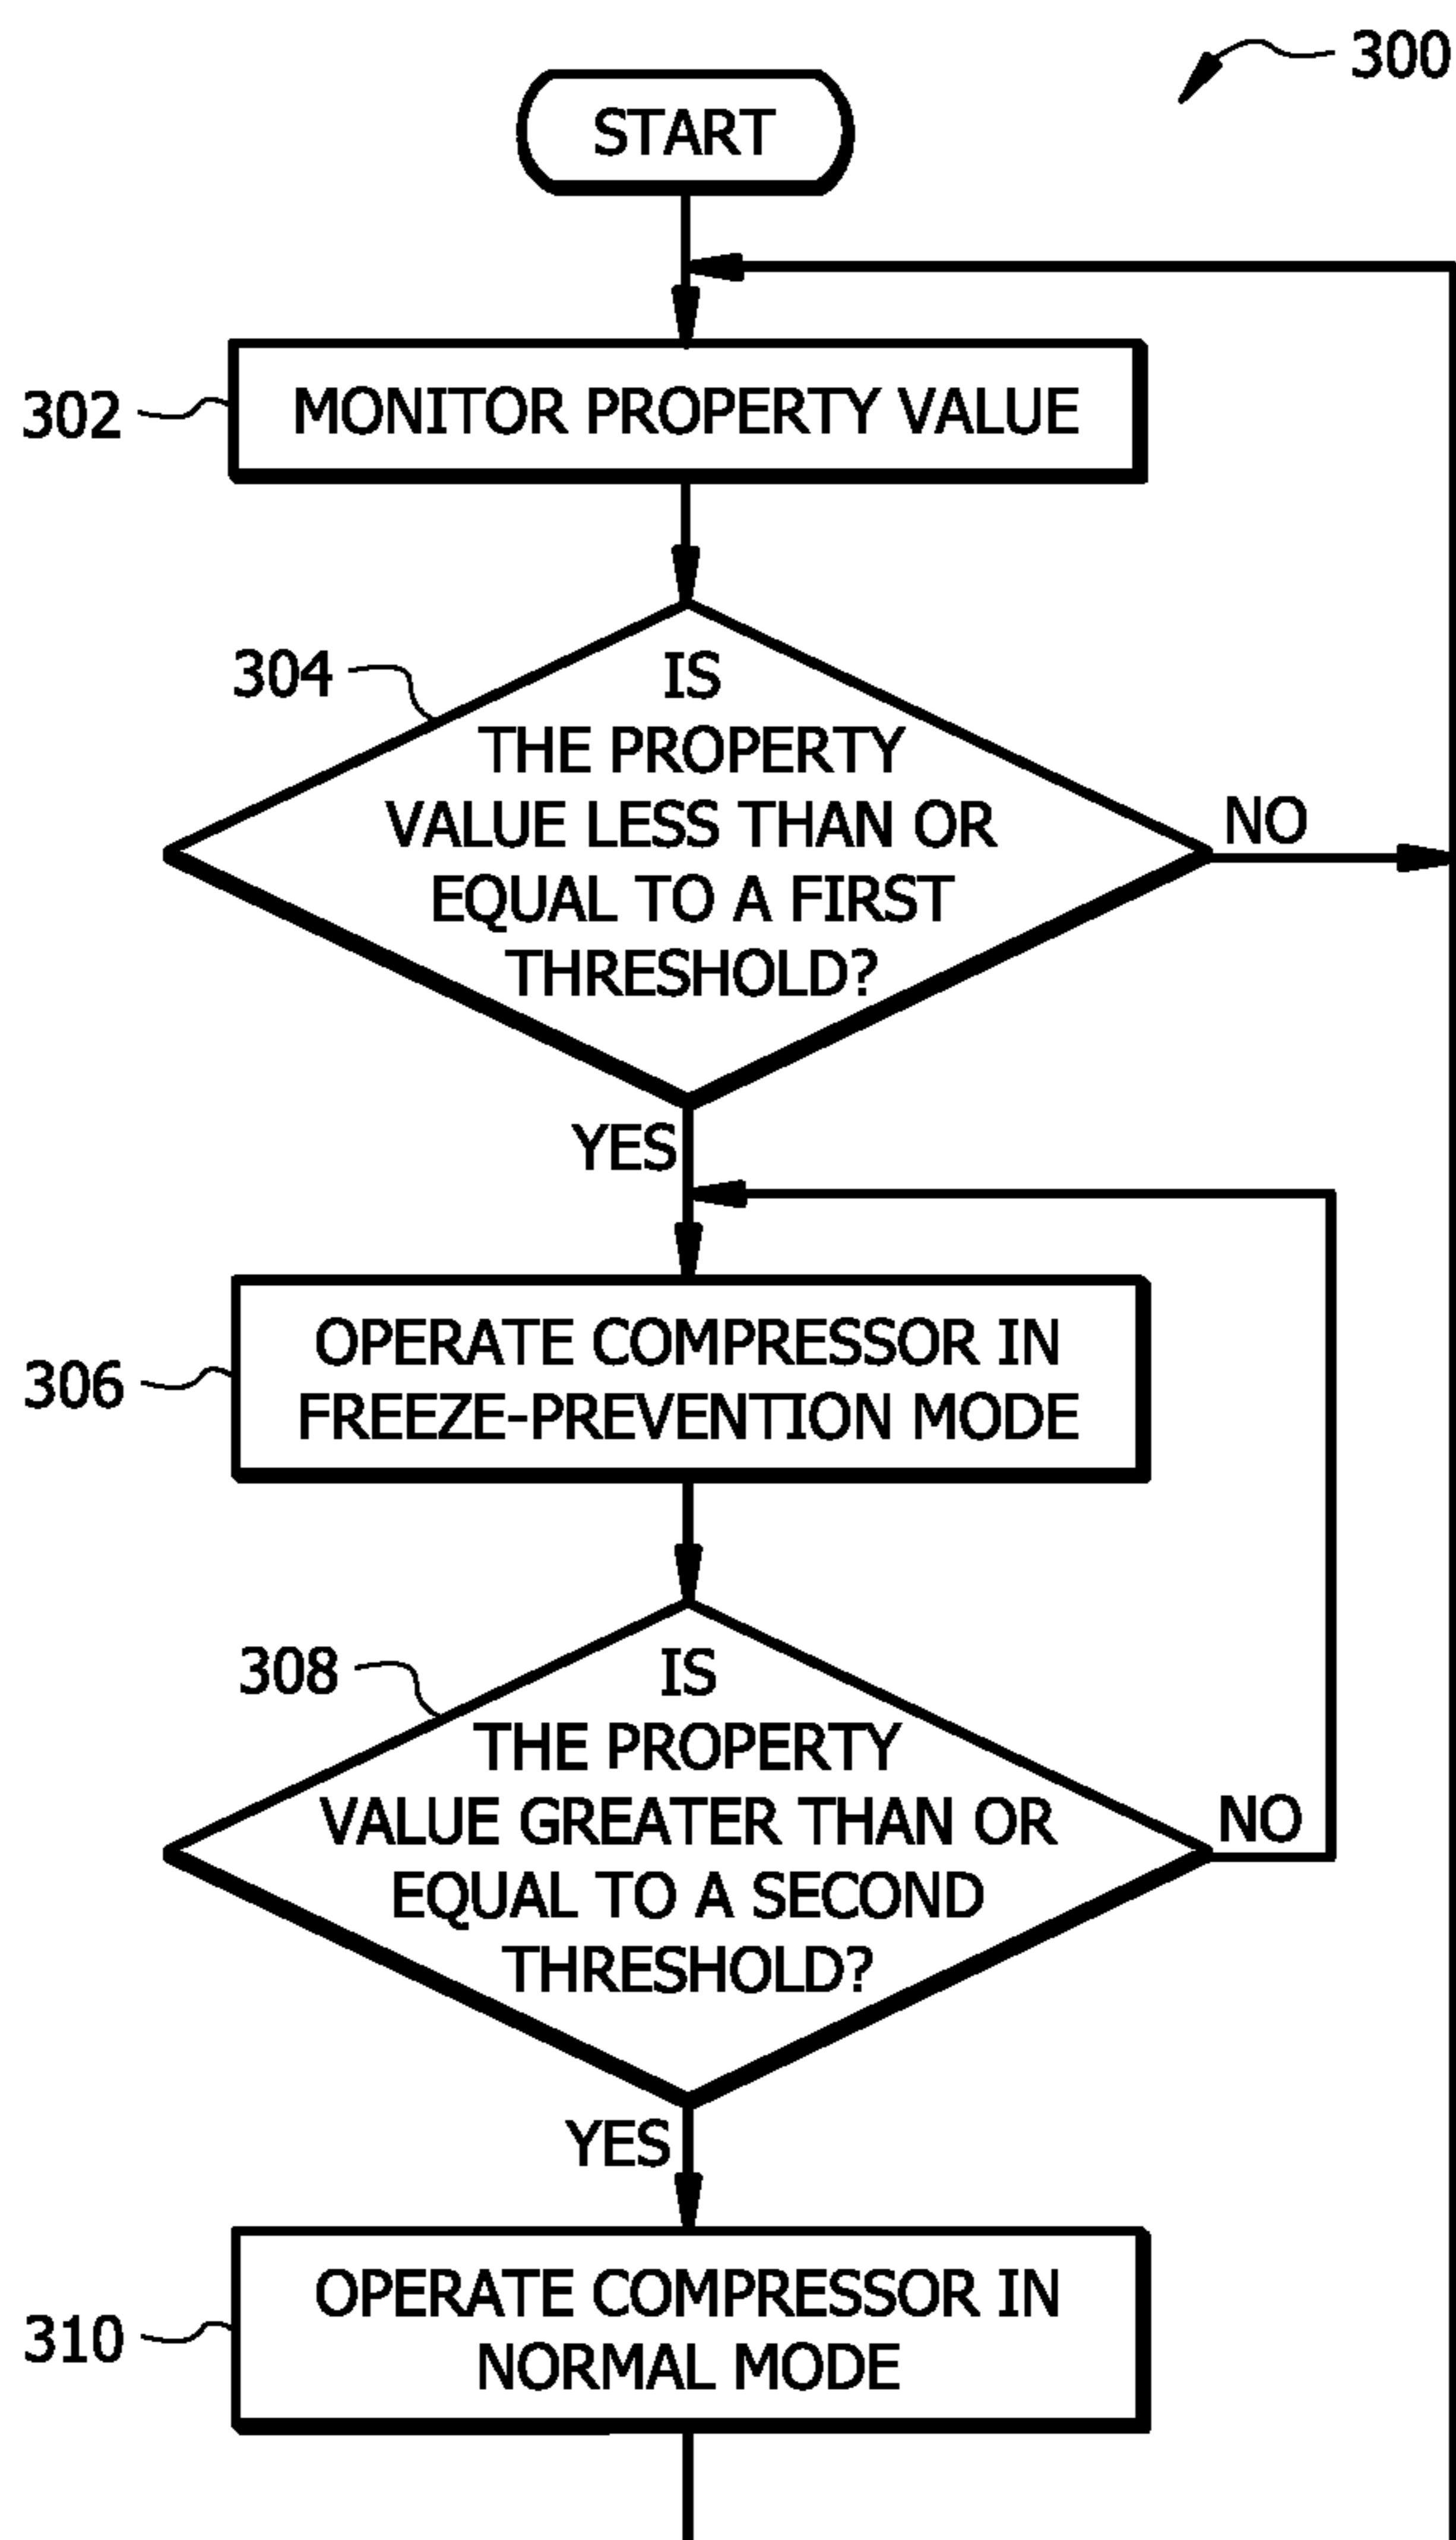 300
START
302
MONITOR PROPERTY VALUE
304
IS
THE PROPERTY
VALUE LESS THAN OR
EQUAL TO A FIRST
THRESHOLD?
NO
YES
306
OPERATE COMPRESSOR IN
FREEZE-PREVENTION MODE
308
IS
THE PROPERTY
VALUE GREATER THAN OR
EQUAL TO A SECOND
THRESHOLD?
NO
YES
310
OPERATE COMPRESSOR IN
NORMAL MODE